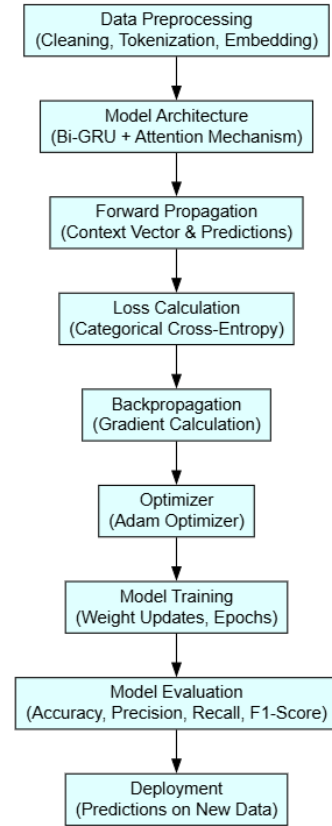 Data Preprocessing
(Cleaning, Tokenization, Embedding)
Model Architecture
(Bi-GRU + Attention Mechanism)
Forward Propagation
(Context Vector & Predictions)
Loss Calculation
(Categorical Cross-Entropy)
Backpropagation
(Gradient Calculation)
Optimizer
(Adam Optimizer)
Model Training
(Weight Updates, Epochs)
Model Evaluation
(Accuracy, Precision, Recall, F1-Score)
Deployment
(Predictions on New Data)